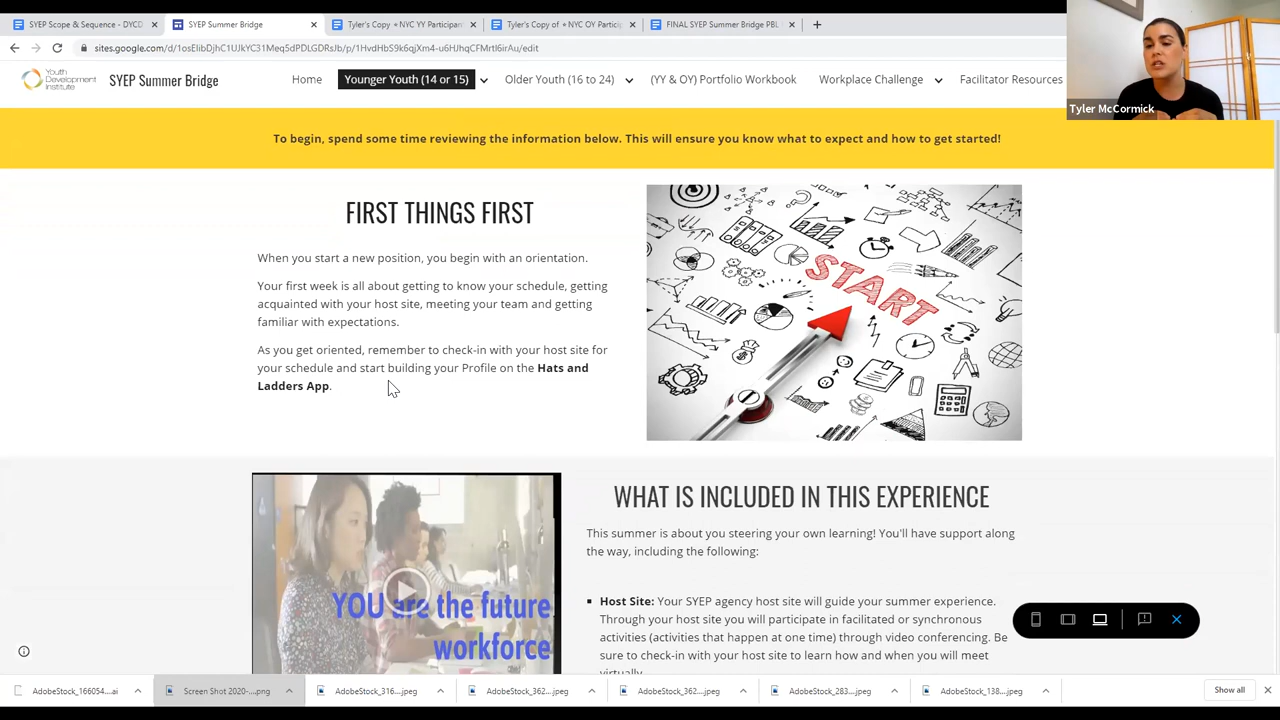 SYEP Scope & Sequence - DYCD
SYEP Summer Bridge
Tyler's Copy + NYC YY Participan
Tyler's Copy of + NYC OY Partici
FINAL SYEP Summer Bridge PBL
Youth
Development
Institute
SYEP Summer Bridge
Home
Younger Youth (14 or 15)
Older Youth (16 to 24)
(YY & OY) Portfolio Workbook
Workplace Challenge
Facilitator Resources
Tyler McCormick
To begin, spend some time reviewing the information below. This will ensure you know what to expect and how to get started!
FIRST THINGS FIRST
When you start a new position, you begin with an orientation.
Your first week is all about getting to know your schedule, getting
acquainted with your host site, meeting your team and getting
familiar with expectations.
As you get oriented, remember to check-in with your host site for
your schedule and start building your Profile on the Hats and
Ladders App.
START
YOU are the future
workforce
WHAT IS INCLUDED IN THIS EXPERIENCE
This summer is about you steering your own learning! You'll have support along
the way, including the following:
Host Site: Your SYEP agency host site will guide your summer experience.
Through your host site you will participate in facilitated or synchronous
activities (activities that happen at one time) through video conferencing. Be
sure to check-in with your host site to learn how and when you will meet
virtually.
AdobeStock_166054....ai
Screen Shot 2020-....png
AdobeStock_316....jpeg
AdobeStock_362....jpeg
AdobeStock_362....jpeg
AdobeStock_283....jpeg
AdobeStock_138....jpeg
Show all